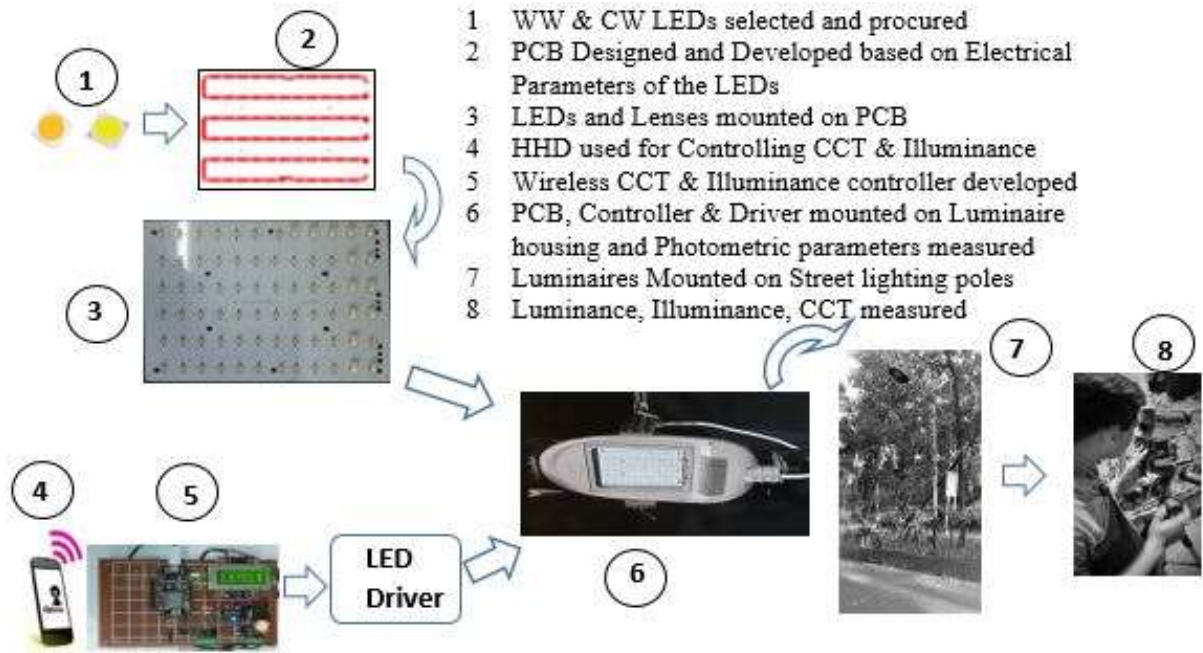 1 WW & CW LEDs selected and procured
2 PCB Designed and Developed based on Electrical
Parameters of the LEDs
3 LEDs and Lenses mounted on PCB
4 HHD used for Controlling CCT & Illuminance
5 Wireless CCT & Illuminance controller developed
6 PCB, Controller & Driver mounted on Luminaire
housing and Photometric parameters measured
7 Luminaires Mounted on Street lighting poles
8 Luminance, Illuminance, CCT measured
1
2
3
4
5
LED
Driver
6
7
8